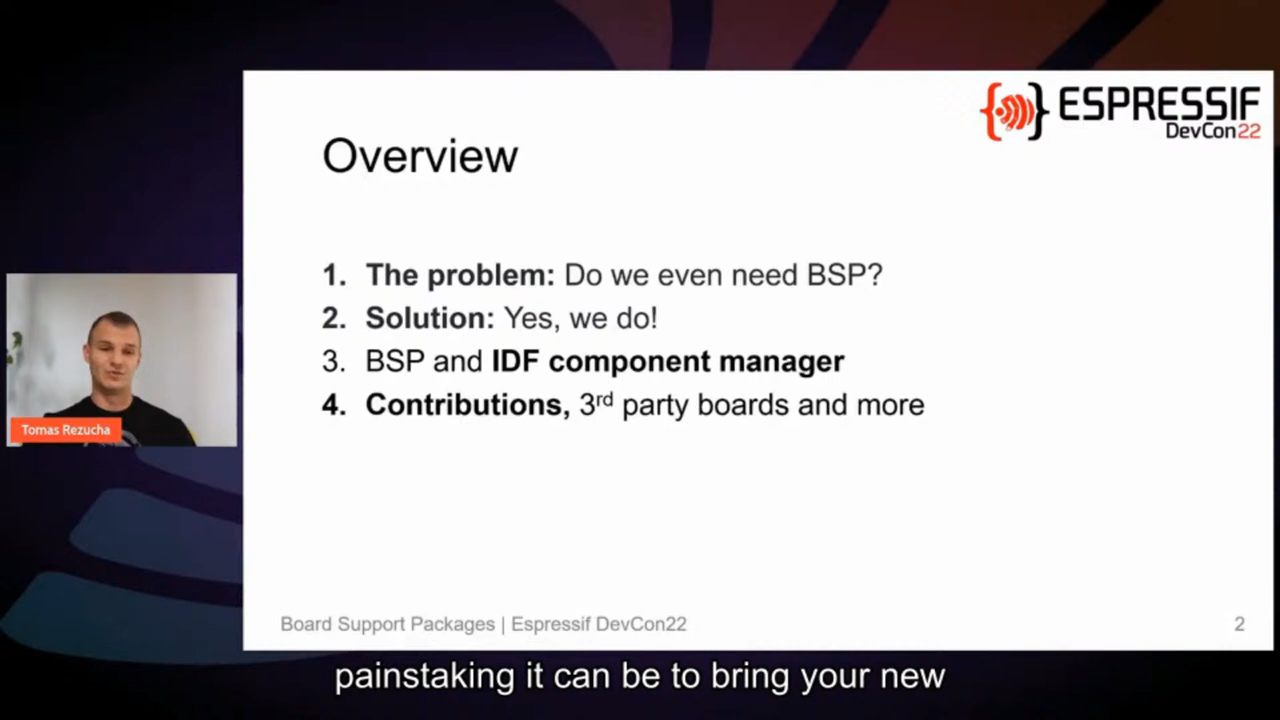 ESPRESSIF
DevCon22
Overview
1. The problem: Do we even need BSP?
2. Solution: Yes, we do!
3. BSP and IDF component manager
4. Contributions, 3rd party boards and more
Tomas Rezucha
Board Support Packages | Espressif DevCon22
2
painstaking it can be to bring your new